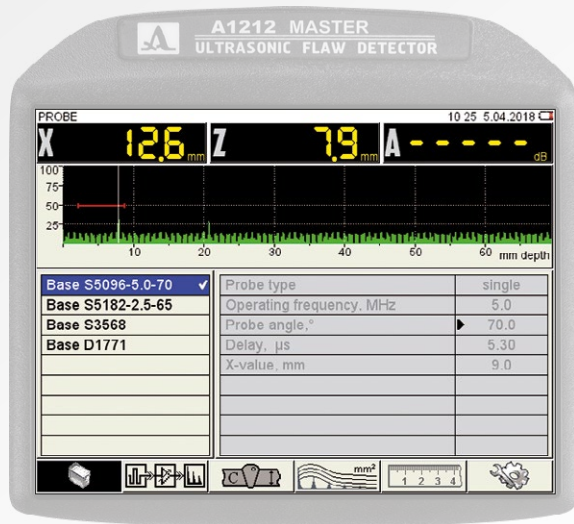 A1212 MASTER
ULTRASONIC FLAW DETECTOR
PROBE 10 25 5.04.2018
X 12.6 mm Z 7.9 mm A - - - - - dB
100
75
50
25
10 20 30 40 50 60 mm depth
Base S5096-5.0-70 Probe type single
Base S5182-2.5-65 Operating frequency, MHz 5.0
Base S3568 Probe angle,° 70.0
Base D1771 Delay, µs 5.30
X-value, mm 9.0
C mm² 1 2 3 4